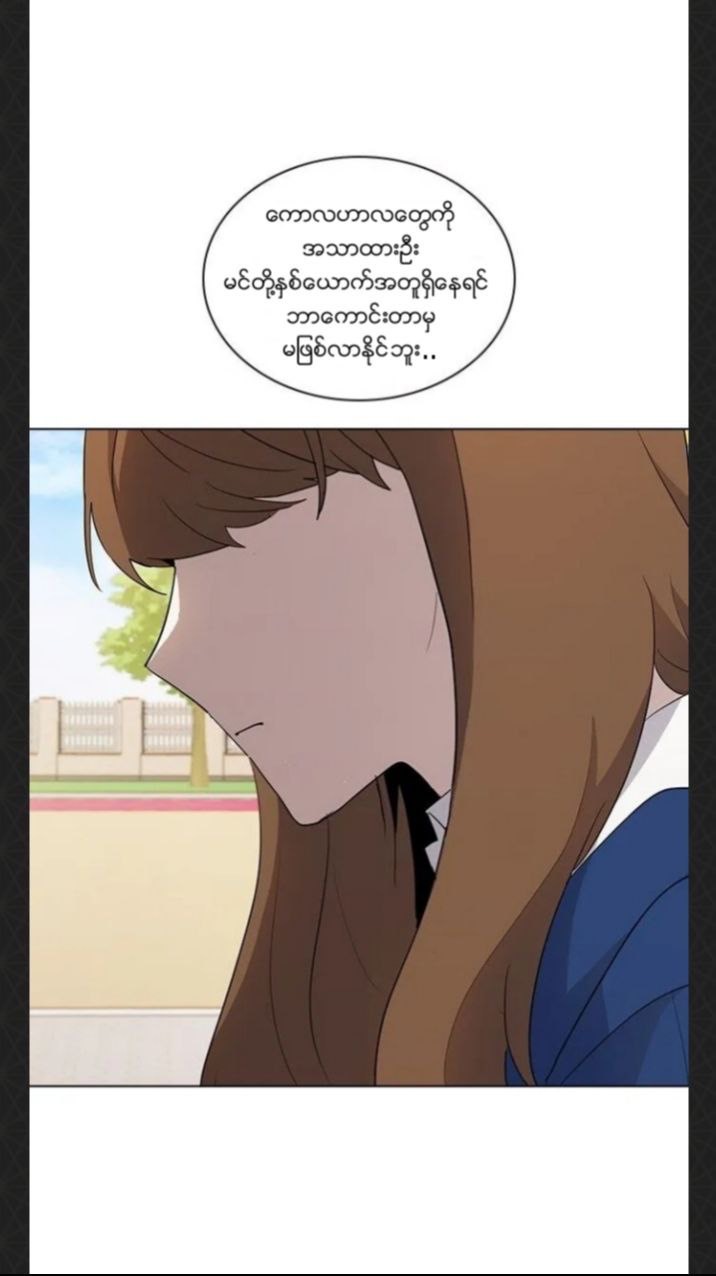 ကောလဟာလတွေကို
အသာထားဦး
မင်တို့နှစ်ယောက်အတူရှိနေရင်
ဘာကောင်းတာမှ
မဖြစ်လာနိုင်ဘူး..